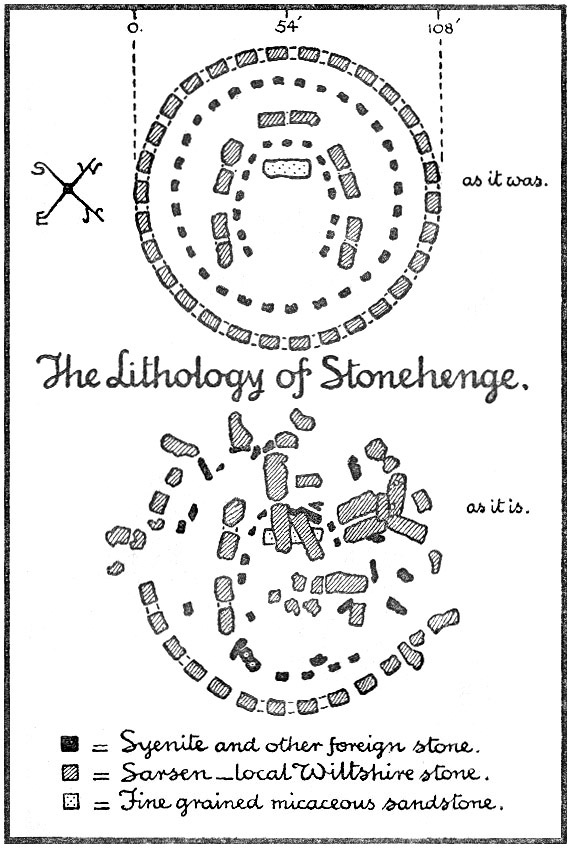 0. 54′ 108′
S W
E N
as it was.
The Lithology of Stonehenge.
as it is.
= Syenite and other foreign stone.
= Sarsen — local Wiltshire stone.
= Fine grained micaceous sandstone.